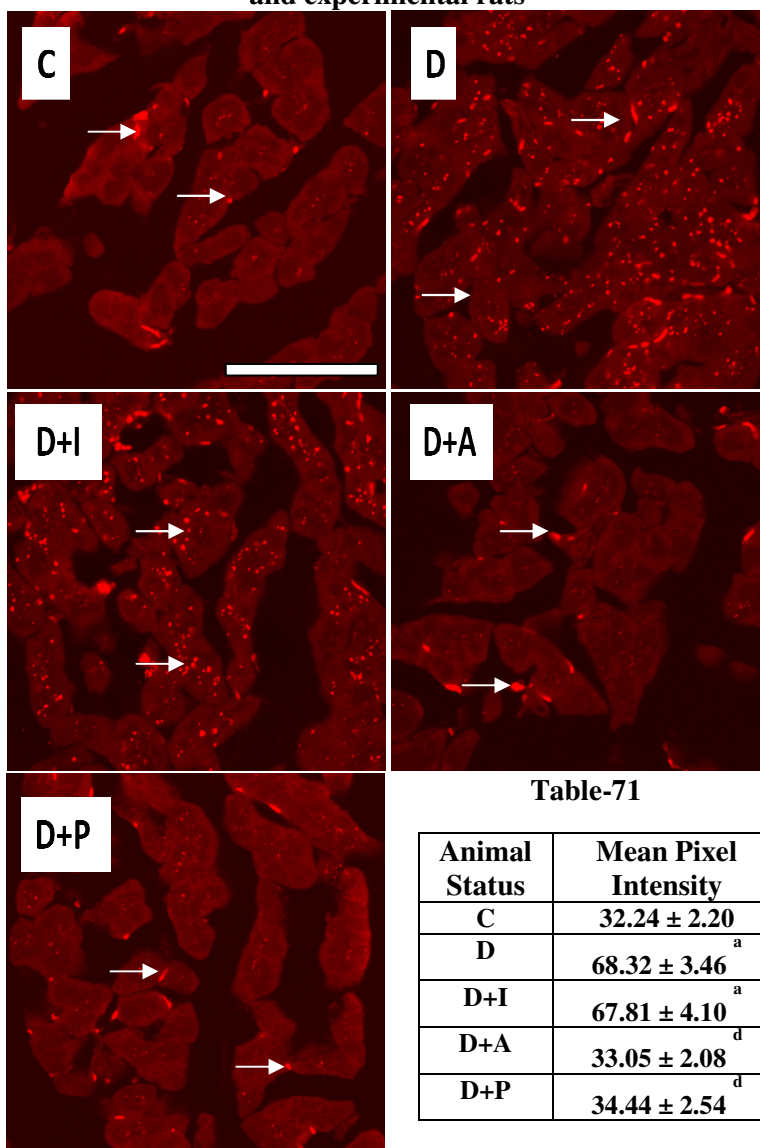 and experimental rats
C
D
D+I
D+A
D+P
Table-71
Animal Status
Mean Pixel Intensity
C 32.24 ± 2.20
D 68.32 ± 3.46 a
D+I 67.81 ± 4.10 a
D+A 33.05 ± 2.08 d
D+P 34.44 ± 2.54 d